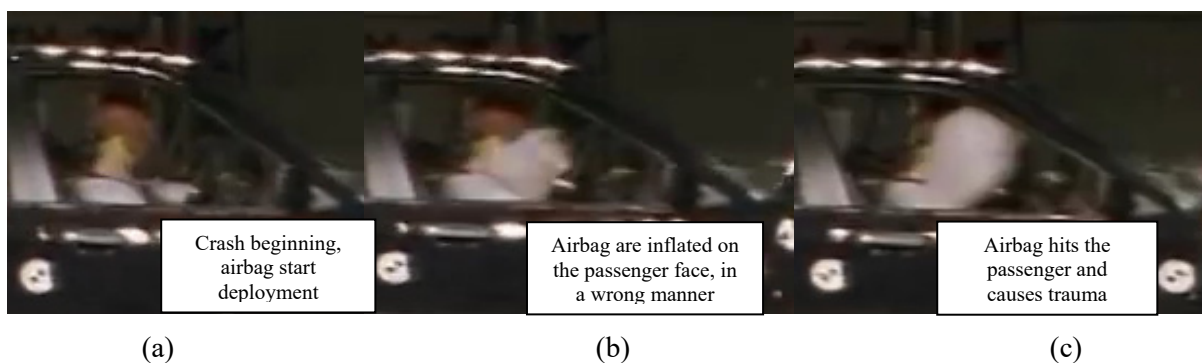 Crash beginning,
airbag start
deployment
Airbag are inflated on
the passenger face, in
a wrong manner
Airbag hits the
passenger and
causes trauma
(a)
(b)
(c)